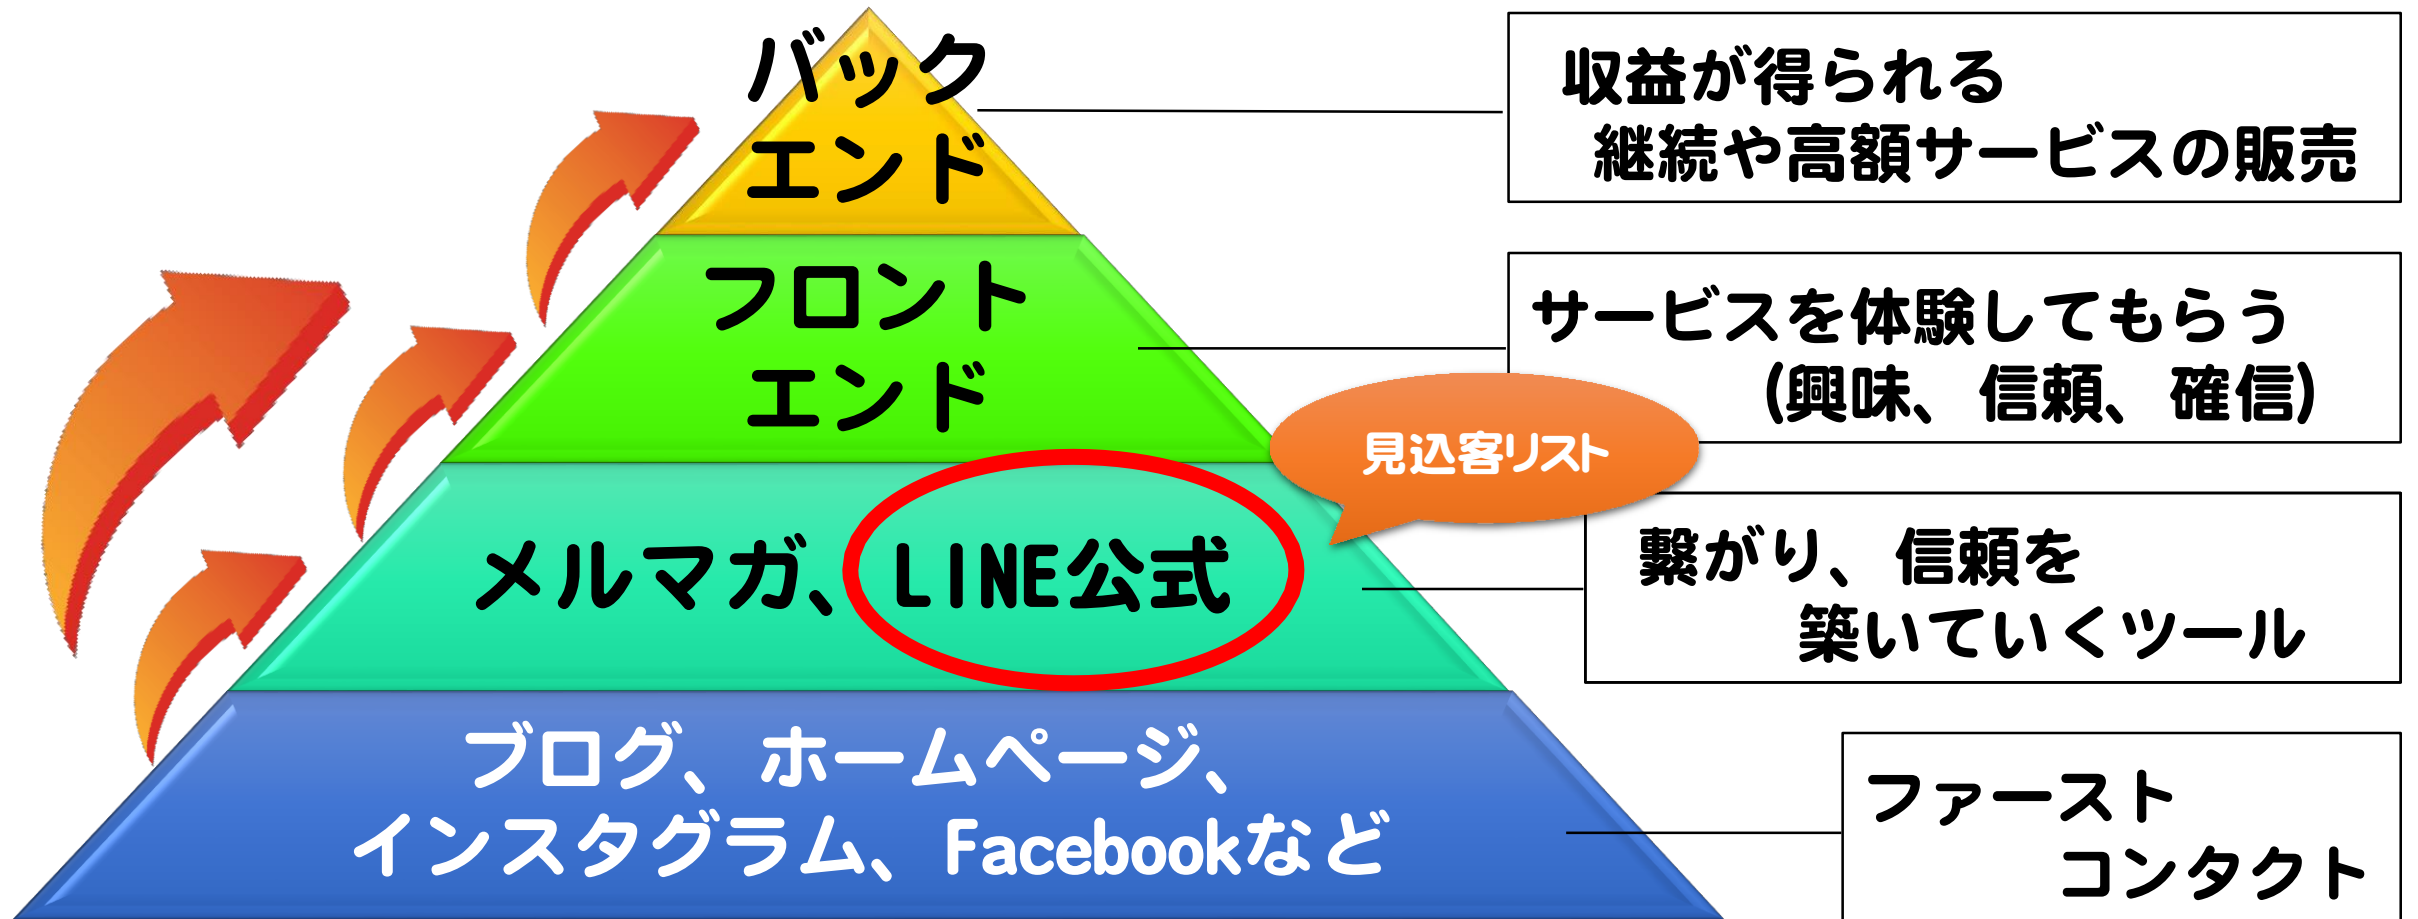 バック
エンド
収益が得られる
継続や高額サービスの販売
フロント
エンド
サービスを体験してもらう
(興味、信頼、確信)
見込客リスト
メルマガ、LINE公式
繋がり、信頼を
築いていくツール
ブログ、ホームページ、
インスタグラム、Facebookなど
ファースト
コンタクト